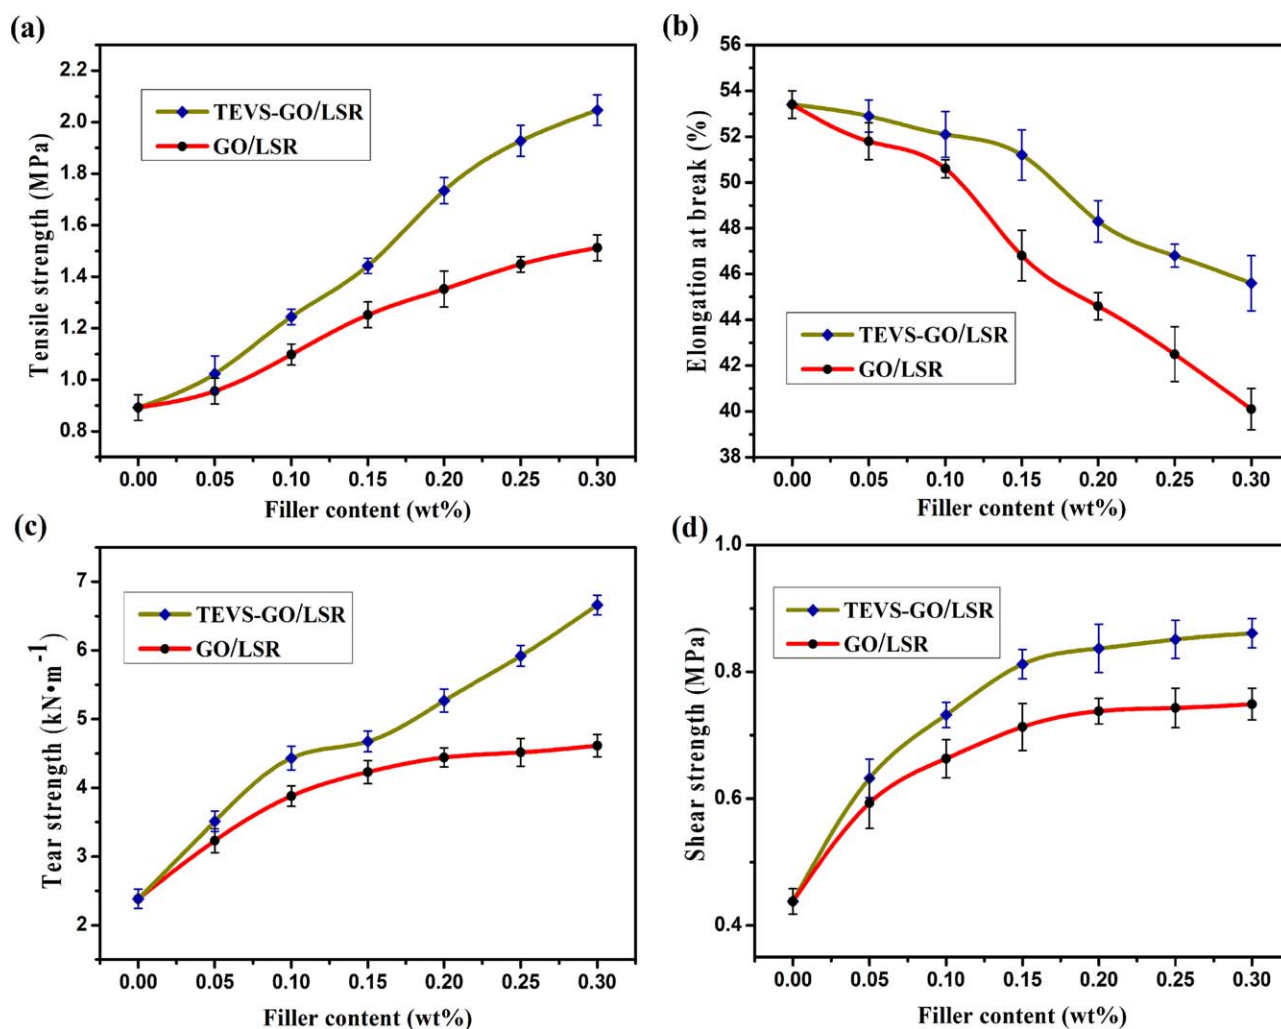 (a)
Tensile strength (MPa)
2.2
2.0
1.8
1.6
1.4
1.2
1.0
0.8
TEVS-GO/LSR
GO/LSR
0.00 0.05 0.10 0.15 0.20 0.25 0.30
Filler content (wt%)
(b)
Elongation at break (%)
56
54
52
50
48
46
44
42
40
38
TEVS-GO/LSR
GO/LSR
0.00 0.05 0.10 0.15 0.20 0.25 0.30
Filler content (wt%)
(c)
Tear strength (kN•m⁻¹)
7
6
5
4
3
2
TEVS-GO/LSR
GO/LSR
0.00 0.05 0.10 0.15 0.20 0.25 0.30
Filler content (wt%)
(d)
Shear strength (MPa)
1.0
0.8
0.6
0.4
TEVS-GO/LSR
GO/LSR
0.00 0.05 0.10 0.15 0.20 0.25 0.30
Filler content (wt%)